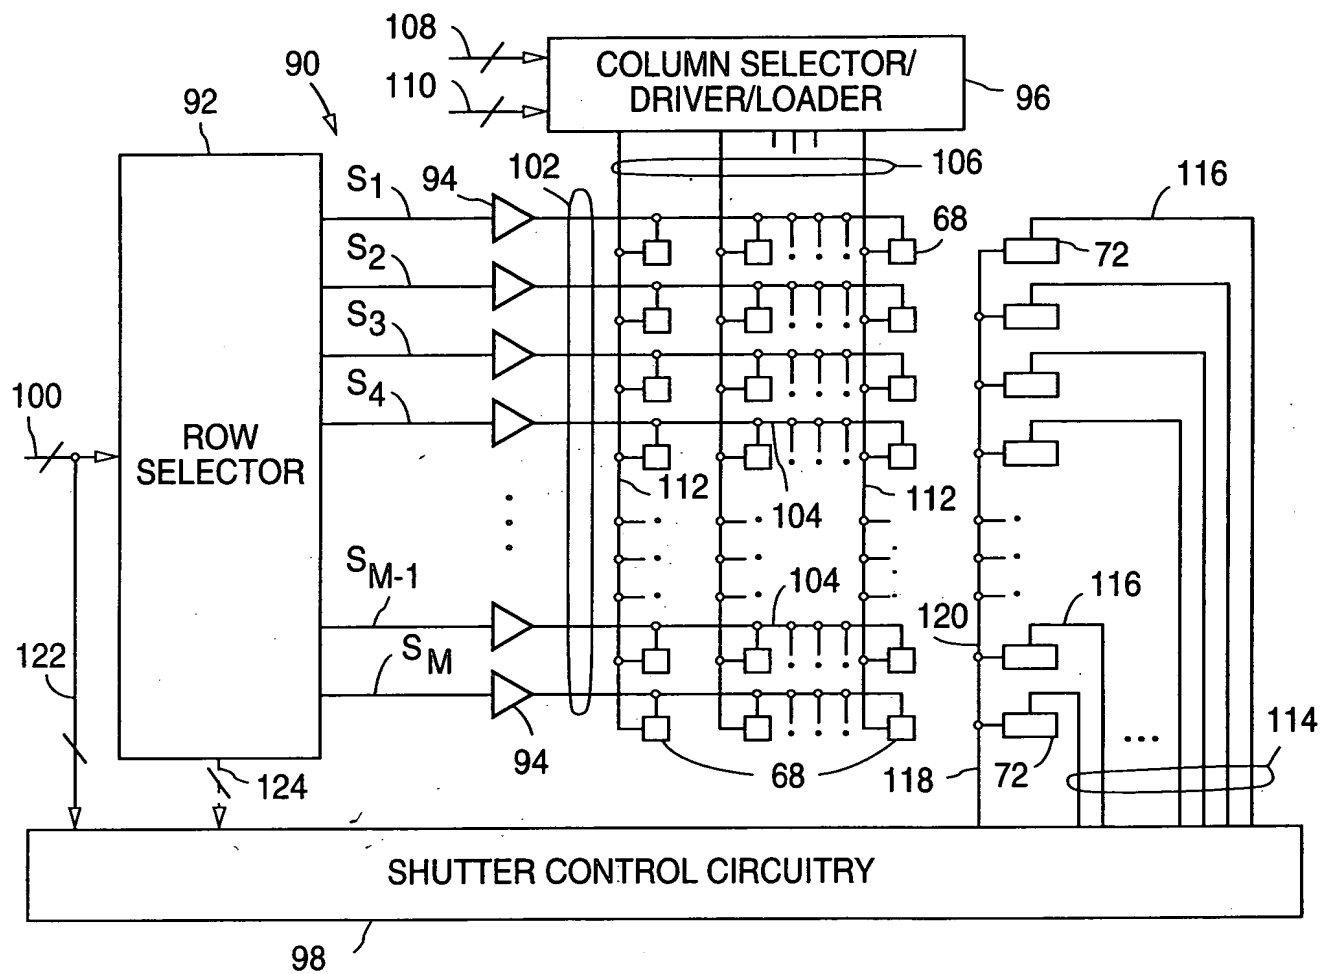 108
COLUMN SELECTOR/
DRIVER/LOADER
90
110
96
92
102
106
116
S1
94
68
72
S2
S3
100
S4
ROW
SELECTOR
112
112
104
SM-1
104
116
120
122
SM
94
68
118
72
114
124
SHUTTER CONTROL CIRCUITRY
98